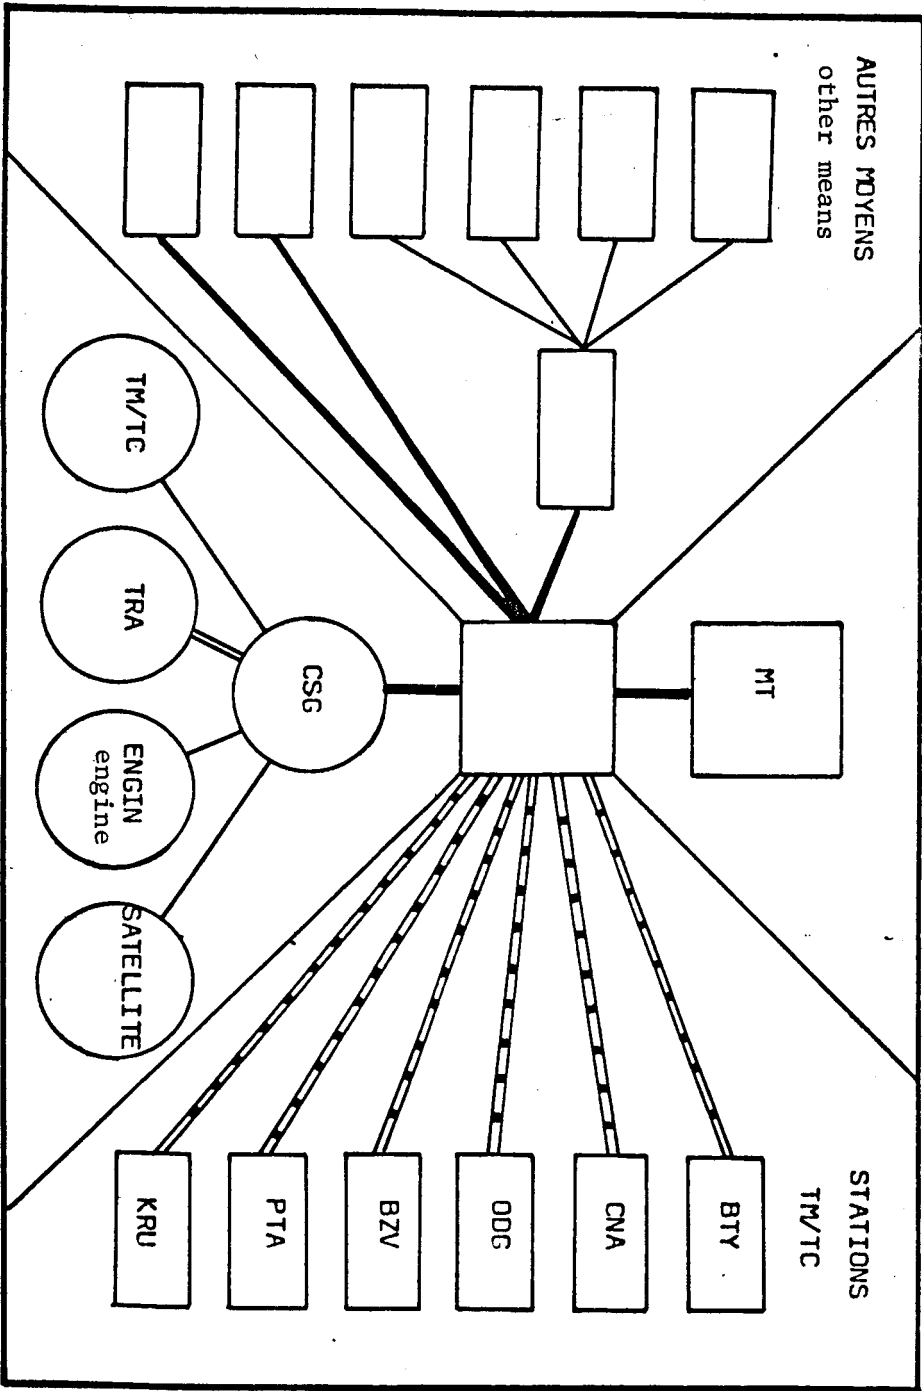 AUTRES MOYENS
other means
MT
STATIONS
TM/TC
BTY
CNA
ODG
BZV
PTA
KRU
CSG
TM/TC
TRA
ENGIN
engine
SATELLITE